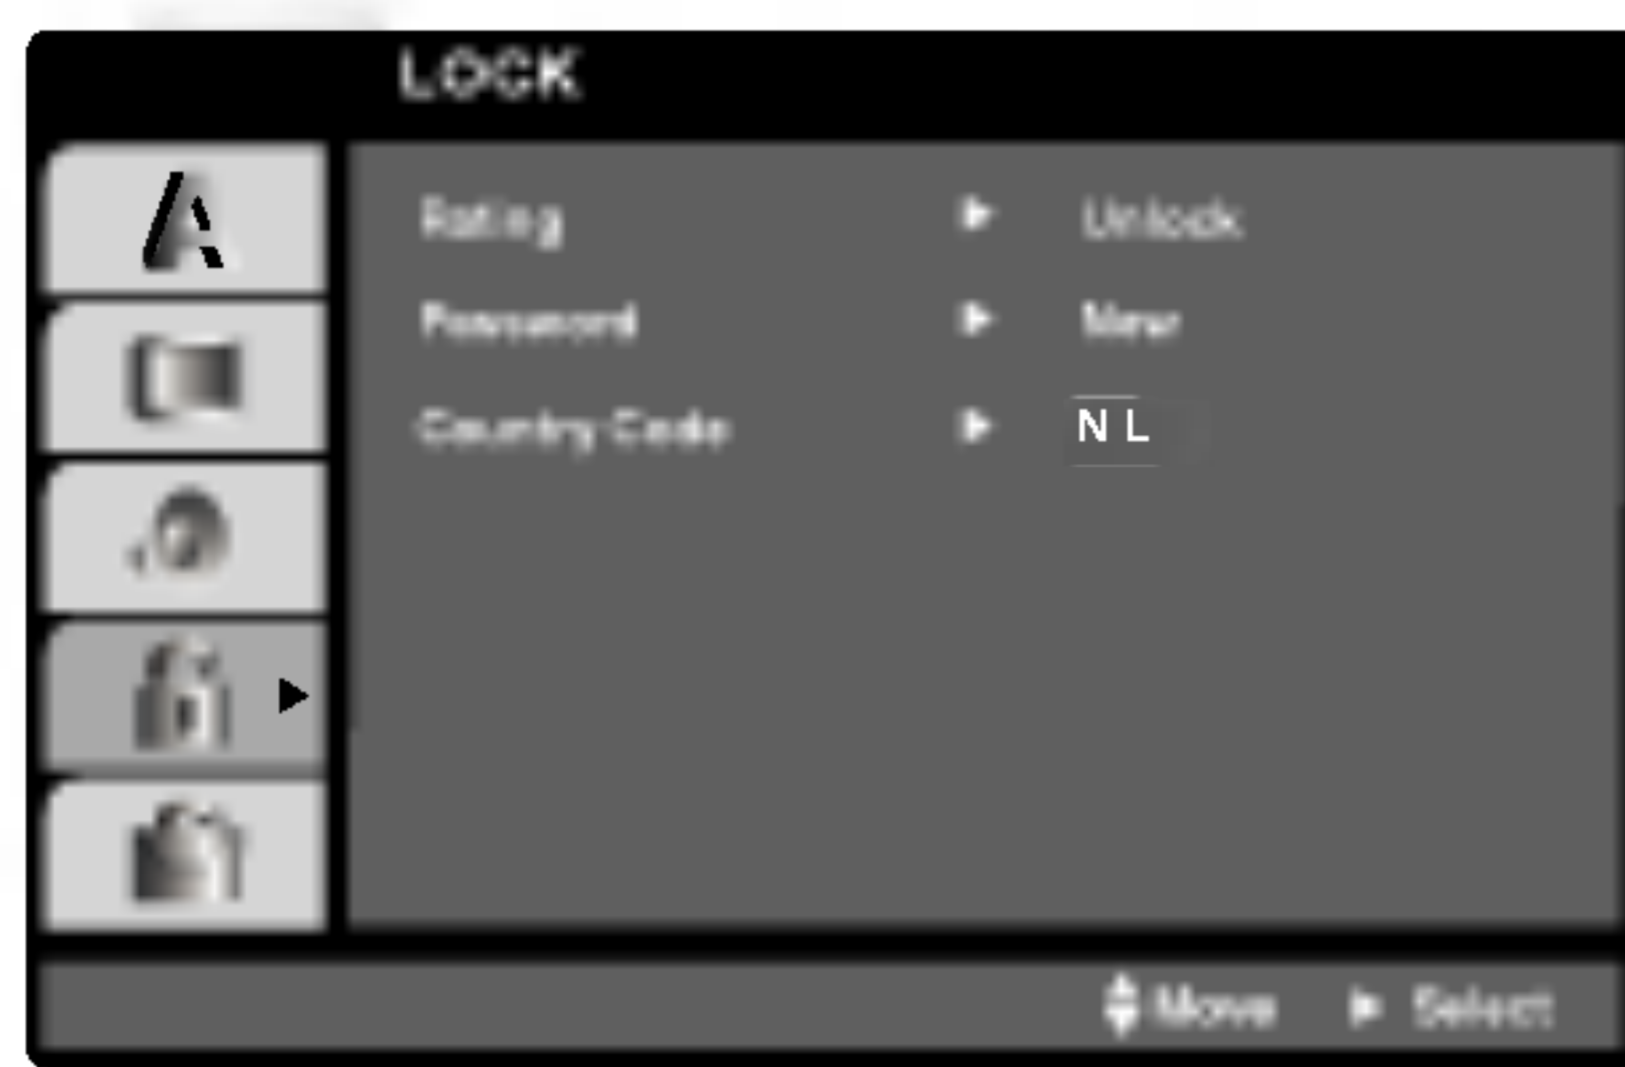 LOCK
A
Rating Unlock
Password New
Country Code N L
Move Select